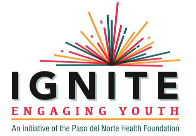 IGNITE
ENGAGING YOUTH
An initiative of the Paso del Norte Health Foundation